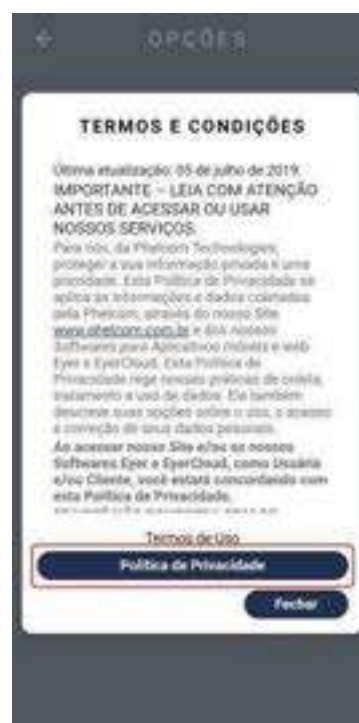 OPÇÕES
TERMOS E CONDIÇÕES
Última atualização: 05 de julho de 2019.
IMPORTANTE – LEIA COM ATENÇÃO
ANTES DE ACESSAR OU USAR
NOSSOS SERVIÇOS.
Para nós, da Phelcom Technologies,
proteger a sua informação privada é uma
prioridade. Esta Política de Privacidade se
aplica às informações e dados coletados
pela Phelcom, através do nosso Site
www.phelcom.com.br e dos nossos
Softwares para Aplicativos móveis e web
Eyer e EyerCloud. Esta Política de
Privacidade rege nossas práticas de coleta,
tratamento e uso de dados. Ela também
descreve suas opções sobre o uso, o acesso
e correção de seus dados pessoais.
Ao acessar nosso Site e/ou os nossos
Softwares Eyer e EyerCloud, como Usuário
e/ou Cliente, você estará concordando com
esta Política de Privacidade.
Termos de Uso
Política de Privacidade
Fechar